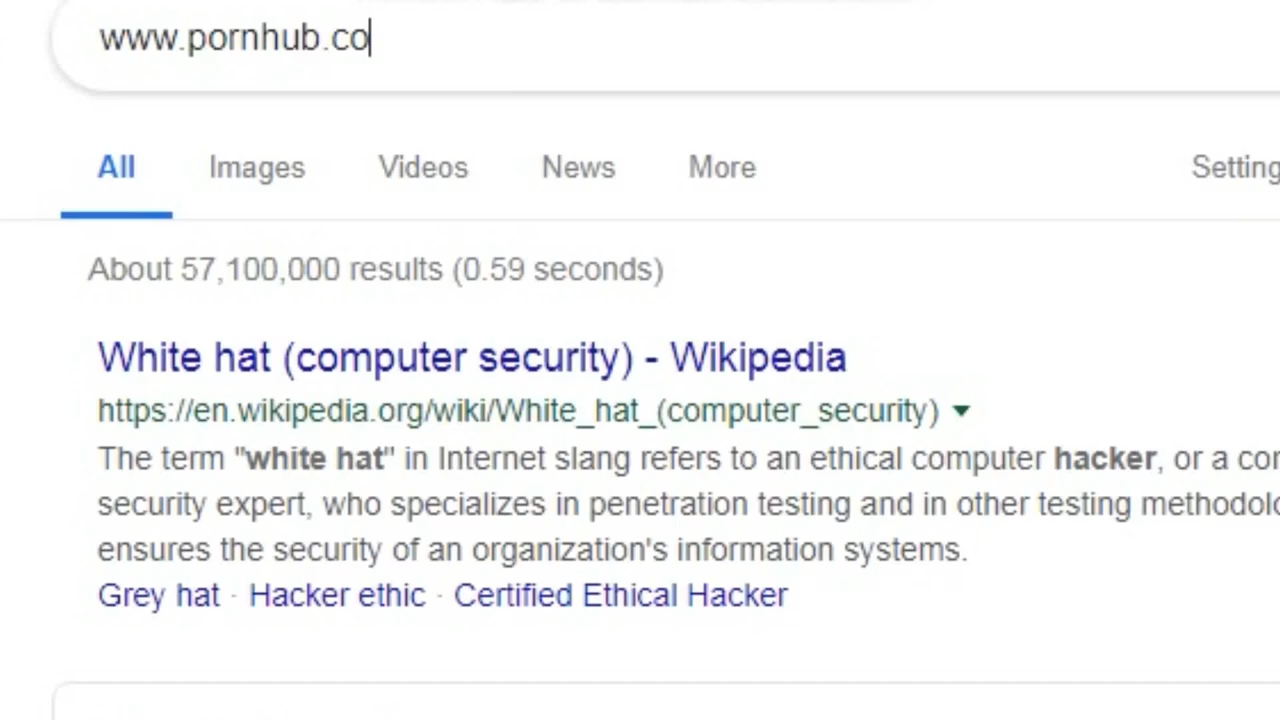 www.pornhub.co
All Images Videos News More Setting
About 57,100,000 results (0.59 seconds)
White hat (computer security) - Wikipedia
https://en.wikipedia.org/wiki/White_hat_(computer_security)
The term "white hat" in Internet slang refers to an ethical computer hacker, or a co
security expert, who specializes in penetration testing and in other testing methodolo
ensures the security of an organization's information systems.
Grey hat · Hacker ethic · Certified Ethical Hacker